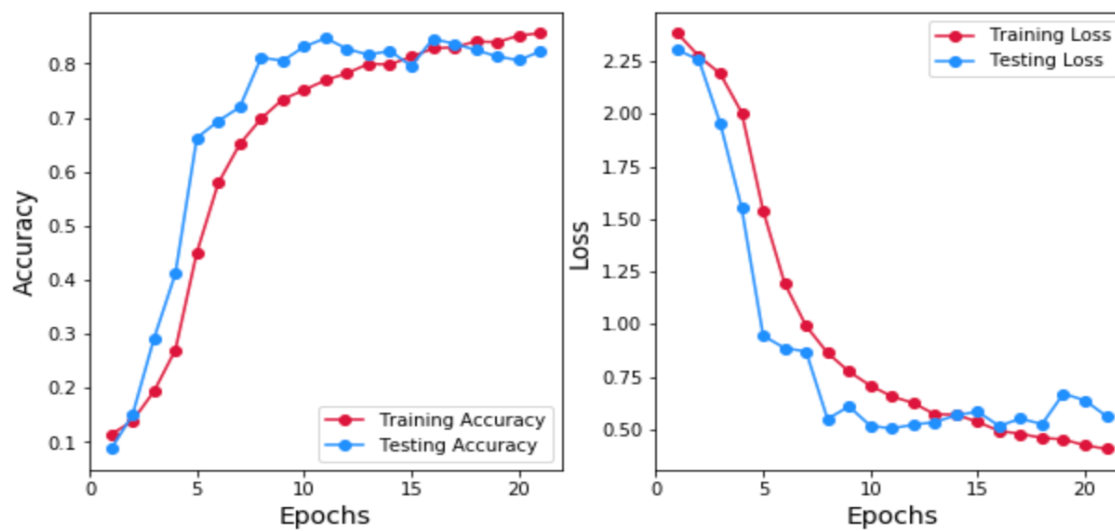 0.8
0.7
0.6
0.5
0.4
0.3
0.2
0.1
Accuracy
Training Accuracy
Testing Accuracy
0 5 10 15 20
Epochs
Training Loss
Testing Loss
2.25
2.00
1.75
1.50
1.25
1.00
0.75
0.50
Loss
0 5 10 15 20
Epochs